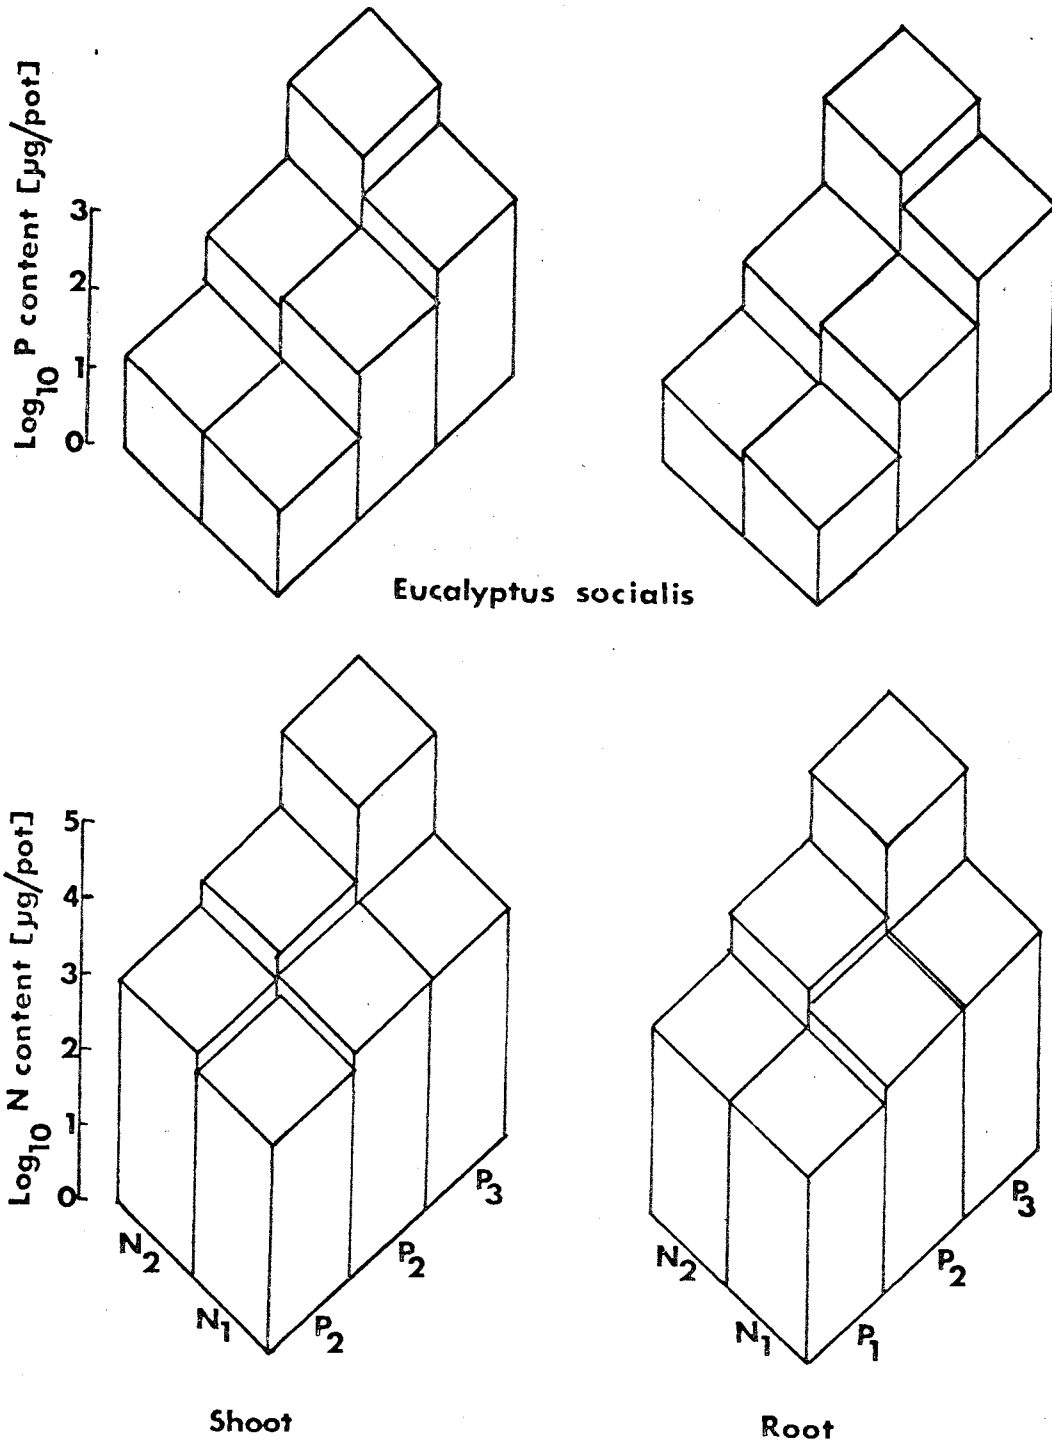 Log10 P content [µg/pot]
3
2
1
0
Eucalyptus socialis
Log10 N content [µg/pot]
5
4
3
2
1
0
N2
N1
P2
P2
P3
N2
N1
P1
P2
P3
Shoot
Root